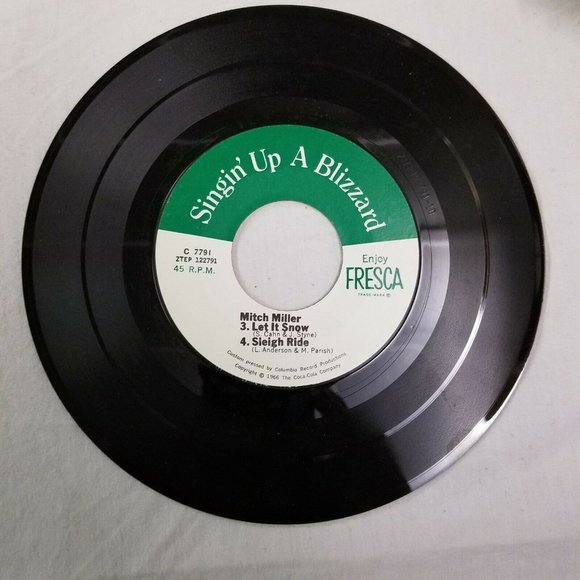 Singin' Up A Blizzard
C 7791
ZTEP 122791
45 R.P.M.
Enjoy
FRESCA
TRADE-MARK ®
Mitch Miller
3. Let It Snow
(S. Cahn & J. Styne)
4. Sleigh Ride
(L. Anderson & M. Parish)
Custom pressed by Columbia Record Productions
Copyright © 1966 The Coca-Cola Company